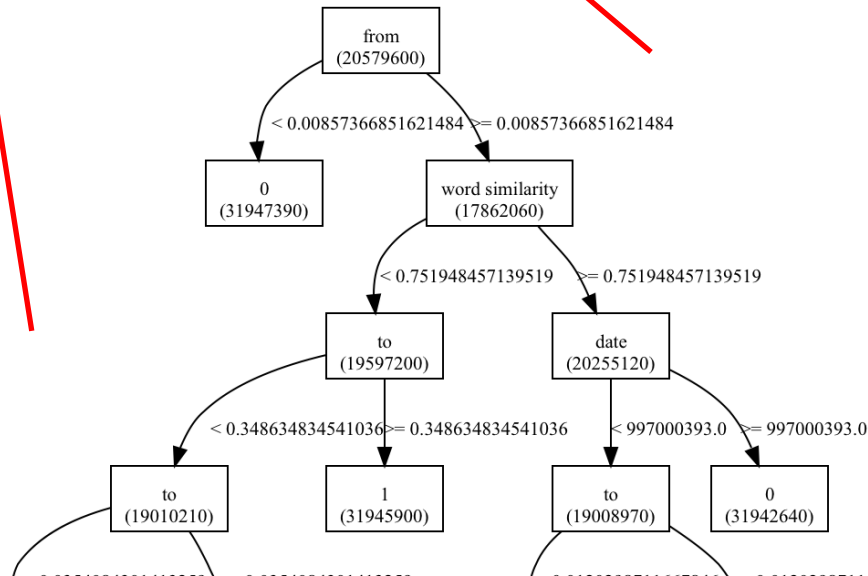 from
(20579600)
< 0.00857366851621484 >= 0.00857366851621484
0
(31947390)
word similarity
(17862060)
< 0.751948457139519 >= 0.751948457139519
to
(19597200)
date
(20255120)
< 0.348634834541036 >= 0.348634834541036 < 997000393.0 >= 997000393.0
to
(19010210)
1
(31945900)
to
(19008970)
0
(31942640)